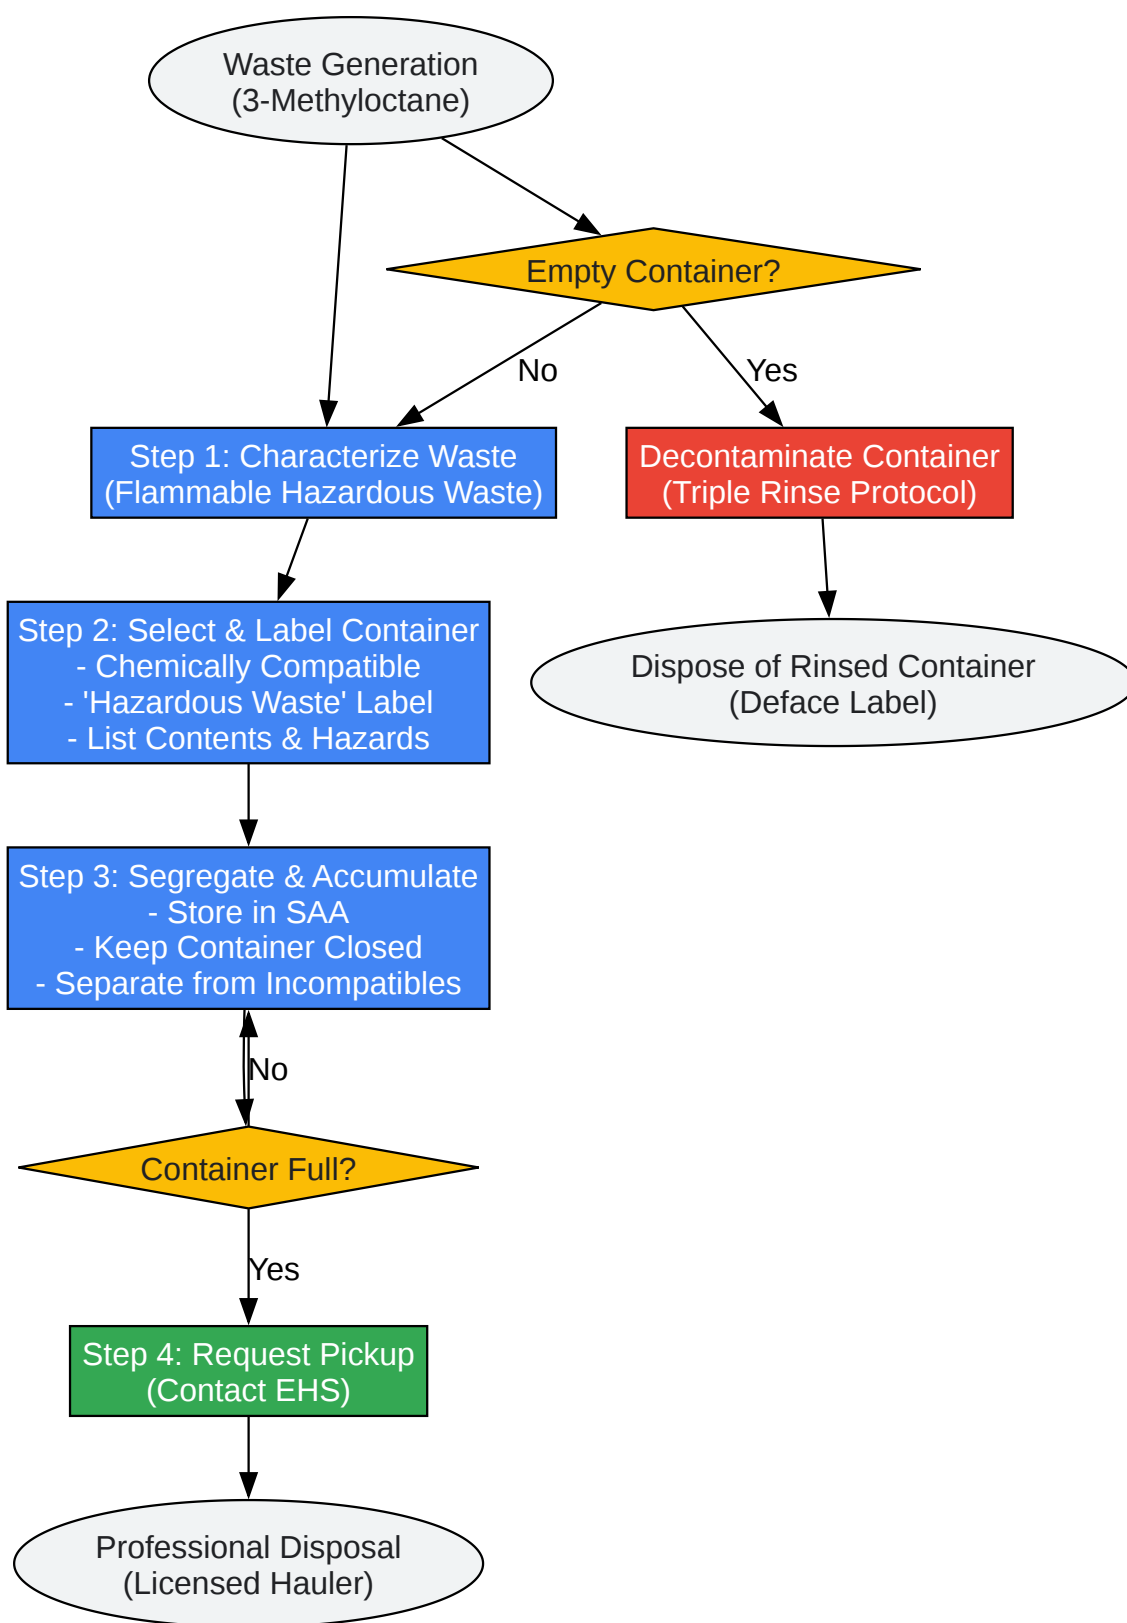 Waste Generation
(3-Methyloctane)
Empty Container?
No
Yes
Step 1: Characterize Waste
(Flammable Hazardous Waste)
Decontaminate Container
(Triple Rinse Protocol)
Step 2: Select & Label Container
- Chemically Compatible
- 'Hazardous Waste' Label
- List Contents & Hazards
Dispose of Rinsed Container
(Deface Label)
Step 3: Segregate & Accumulate
- Store in SAA
- Keep Container Closed
- Separate from Incompatibles
No
Container Full?
Yes
Step 4: Request Pickup
(Contact EHS)
Professional Disposal
(Licensed Hauler)